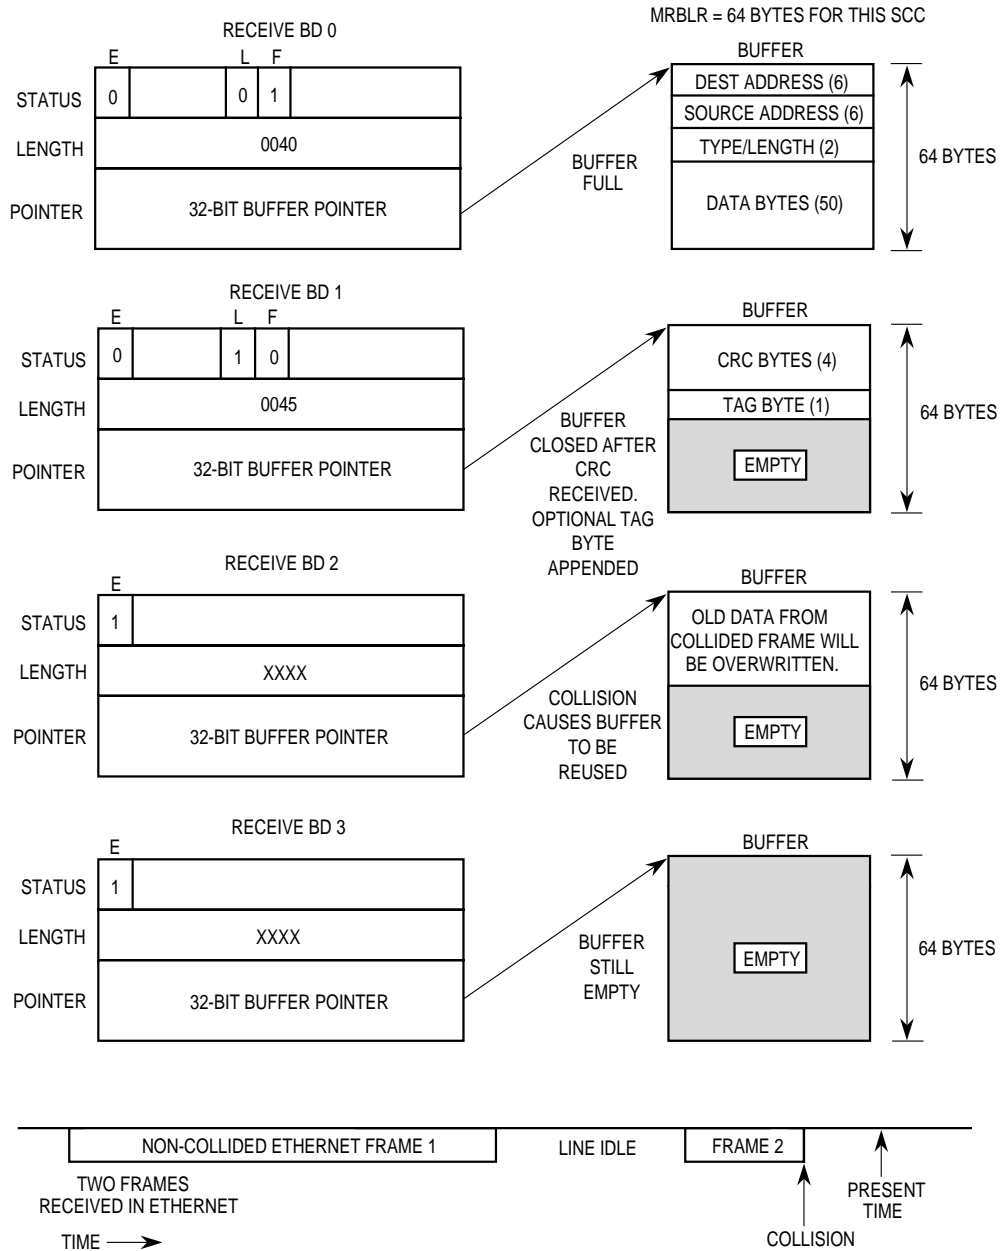 MRBLR = 64 BYTES FOR THIS SCC
RECEIVE BD 0
E
L
F
STATUS
0
0
1
LENGTH
0040
POINTER
32-BIT BUFFER POINTER
BUFFER
FULL
BUFFER
DEST ADDRESS (6)
SOURCE ADDRESS (6)
TYPE/LENGTH (2)
DATA BYTES (50)
64 BYTES
RECEIVE BD 1
E
L
F
STATUS
0
1
0
LENGTH
0045
POINTER
32-BIT BUFFER POINTER
BUFFER
CLOSED AFTER
CRC
RECEIVED.
OPTIONAL TAG
BYTE
APPENDED
BUFFER
CRC BYTES (4)
TAG BYTE (1)
EMPTY
64 BYTES
RECEIVE BD 2
E
STATUS
1
LENGTH
XXXX
POINTER
32-BIT BUFFER POINTER
COLLISION
CAUSES BUFFER
TO BE
REUSED
BUFFER
OLD DATA FROM
COLLIDED FRAME WILL
BE OVERWRITTEN.
EMPTY
64 BYTES
RECEIVE BD 3
E
STATUS
1
LENGTH
XXXX
POINTER
32-BIT BUFFER POINTER
BUFFER
STILL
EMPTY
BUFFER
EMPTY
64 BYTES
NON-COLLIDED ETHERNET FRAME 1
LINE IDLE
FRAME 2
TWO FRAMES
RECEIVED IN ETHERNET
PRESENT
TIME
TIME
COLLISION